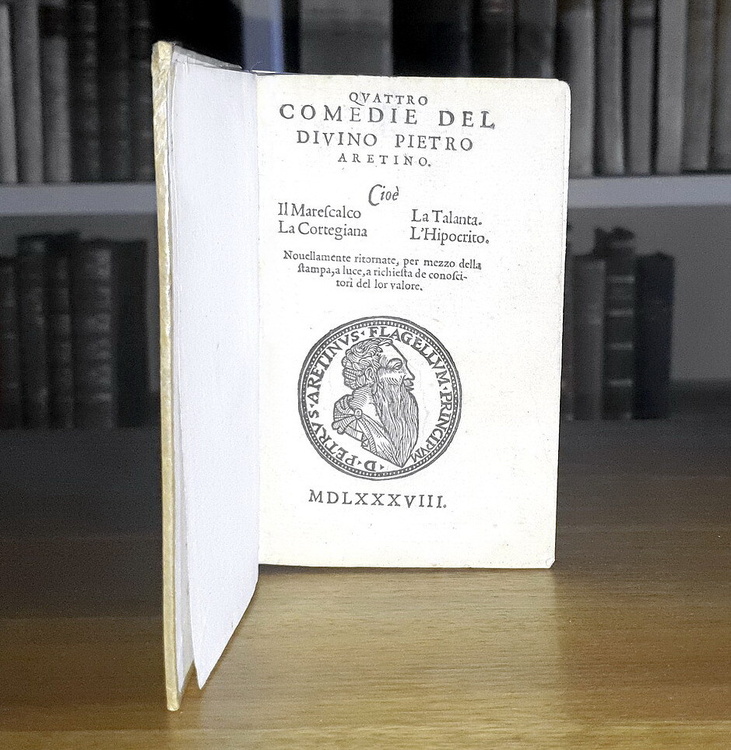 QVATTRO
COMEDIE DEL
DIVINO PIETRO
ARETINO.
Cioè
Il Mareſcalco
La Cortegiana
La Talanta.
L'Hipocrito.
Nouellamente ritornate, per mezzo della
ſtampa, a luce, a richieſta de conoſci-
tori del lor valore.
D·PETRVS·ARETINVS·FLAGELLVM·PRINCIPVM
MDLXXXVIII.